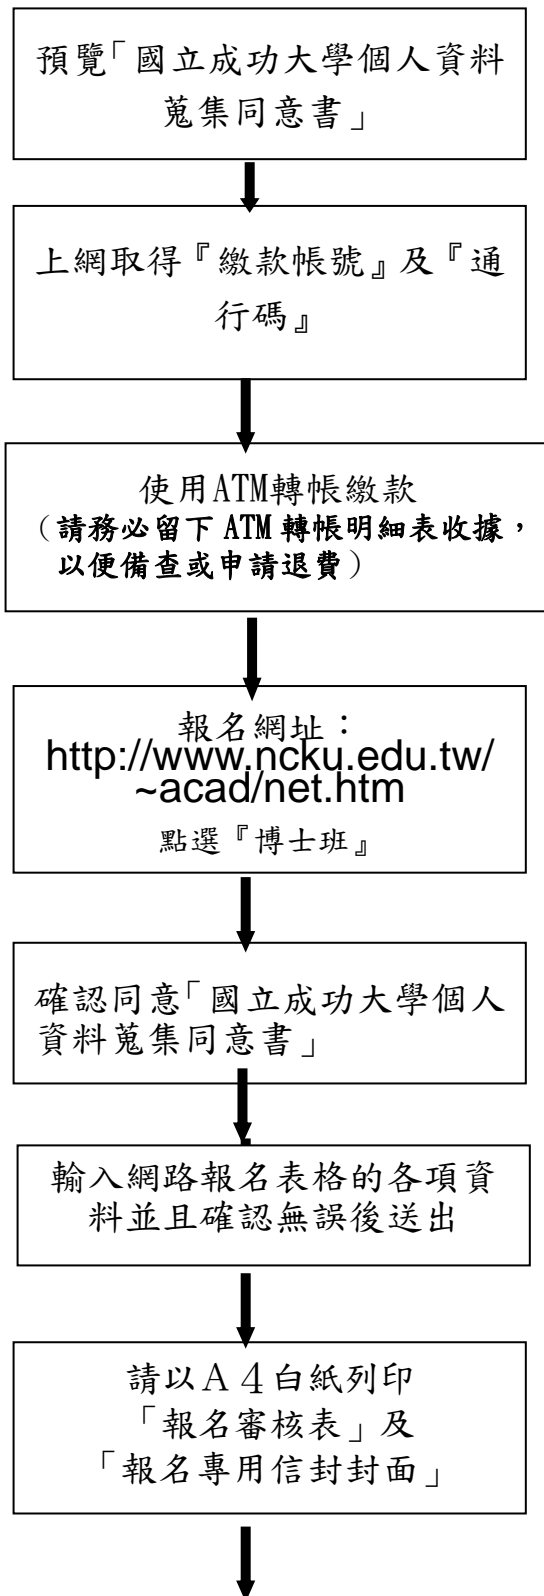 預覽「國立成功大學個人資料
蒐集同意書」
上網取得『繳款帳號』及『通
行碼』
使用ATM轉帳繳款
（請務必留下 ATM 轉帳明細表收據，
以便備查或申請退費）
報名網址：
http://www.ncku.edu.tw/
~acad/net.htm
點選『博士班』
確認同意「國立成功大學個人
資料蒐集同意書」
輸入網路報名表格的各項資
料並且確認無誤後送出
請以Ａ４白紙列印
「報名審核表」及
「報名專用信封封面」